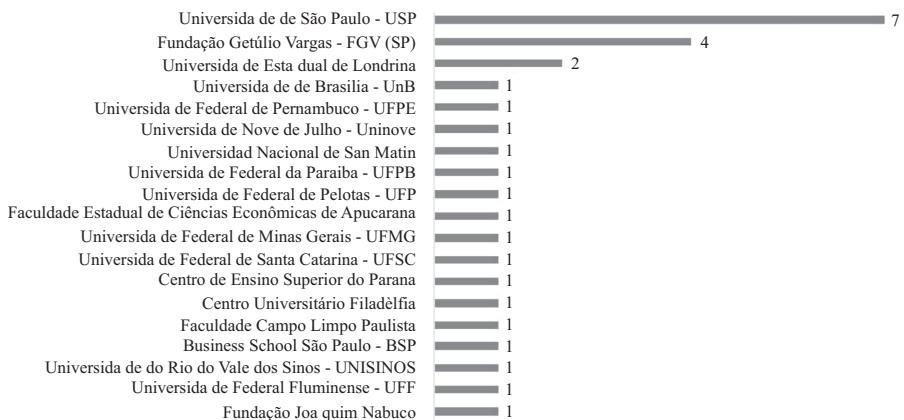 Universida de de São Paulo - USP 7
Fundação Getúlio Vargas - FGV (SP) 4
Universida de Esta dual de Londrina 2
Universida de de Brasilia - UnB 1
Universida de Federal de Pernambuco - UFPE 1
Universida de Nove de Julho - Uninove 1
Universidad Nacional de San Matin 1
Universida de Federal da Paraiba - UFPB 1
Universida de Federal de Pelotas - UFP 1
Faculdade Estadual de Ciências Econômicas de Apucarana 1
Universida de Federal de Minas Gerais - UFMG 1
Universida de Federal de Santa Catarina - UFSC 1
Centro de Ensino Superior do Parana 1
Centro Universitário Filadèlfia 1
Faculdade Campo Limpo Paulista 1
Business School São Paulo - BSP 1
Universida de do Rio do Vale dos Sinos - UNISINOS 1
Universida de Federal Fluminense - UFF 1
Fundação Joa quim Nabuco 1